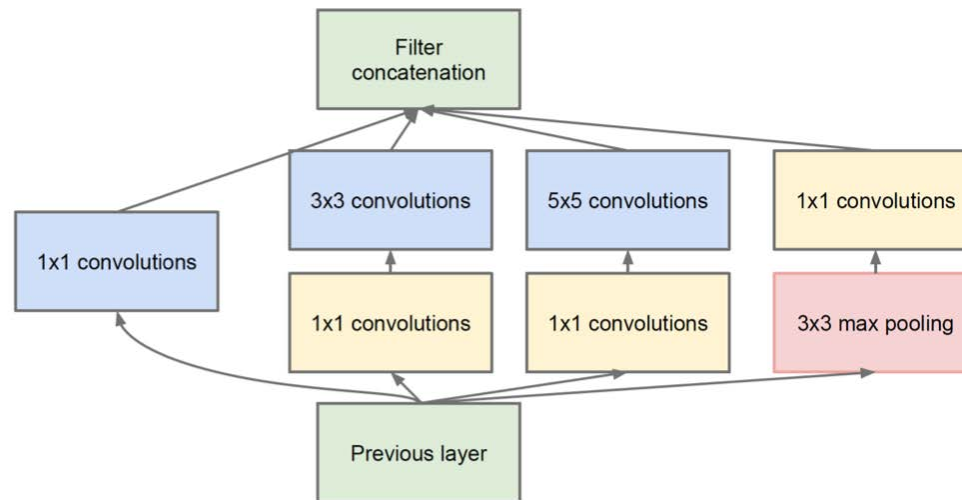 Filter
concatenation
3x3 convolutions
5x5 convolutions
1x1 convolutions
1x1 convolutions
1x1 convolutions
1x1 convolutions
3x3 max pooling
Previous layer